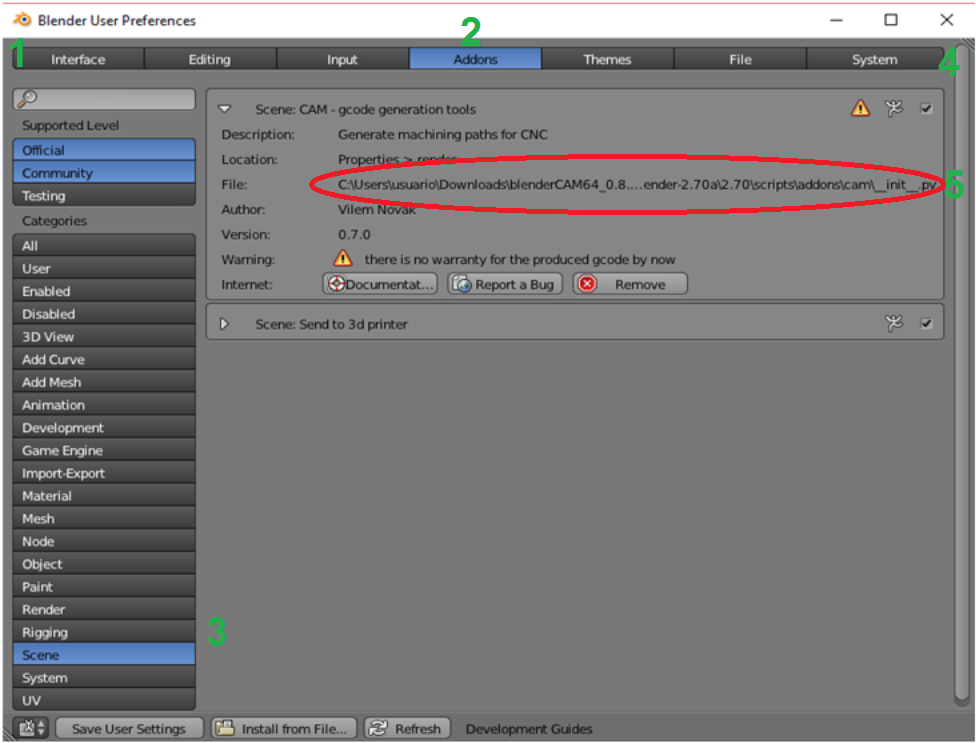 Blender User Preferences
1
2
4
Interface Editing Input Addons Themes File System
Supported Level
Official
Community
Testing
Categories
All
User
Enabled
Disabled
3D View
Add Curve
Add Mesh
Animation
Development
Game Engine
Import-Export
Material
Mesh
Node
Object
Paint
Render
Rigging
Scene
System
UV
3
Scene: CAM - gcode generation tools
Description: Generate machining paths for CNC
Location: Properties > render
File: C:\Users\usuario\Downloads\blenderCAM64_0.8....ender-2.70a\2.70\scripts\addons\cam\__init__.py
5
Author: Vilem Novak
Version: 0.7.0
Warning: there is no warranty for the produced gcode by now
Internet: Documentat... Report a Bug Remove
Scene: Send to 3d printer
Save User Settings Install from File... Refresh Development Guides